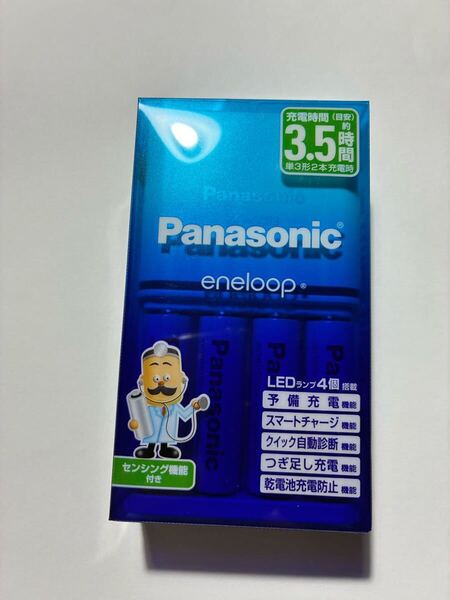 充電時間(目安)
約
3.5時間
単3形2本充電時
Panasonic
Panasonic®
eneloop®
Panasonic
Pa
Pa
LEDランプ4個搭載
予備充電機能
スマートチャージ機能
クイック自動診断機能
つぎ足し充電機能
乾電池充電防止機能
センシング機能
付き